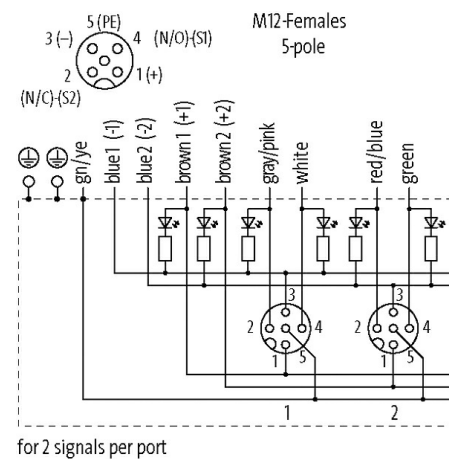 5 (PE)
M12-Females
3 (–)
4
(N/O)-(S1)
5-pole
2
1 (+)
(N/C)-(S2)
gn/ye
blue1 (-1)
blue2 (-2)
brown 1 (+1)
brown 2 (+2)
gray/pink
white
red/blue
green
3
3
2
4
2
4
1
5
1
5
1
2
for 2 signals per port